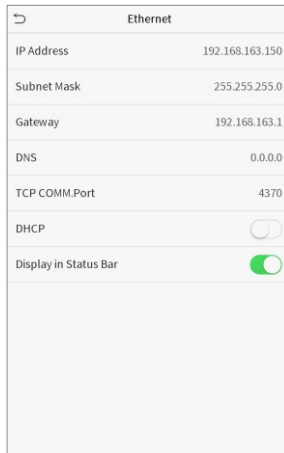 Ethernet
IP Address 192.168.163.150
Subnet Mask 255.255.255.0
Gateway 192.168.163.1
DNS 0.0.0.0
TCP COMM.Port 4370
DHCP
Display in Status Bar